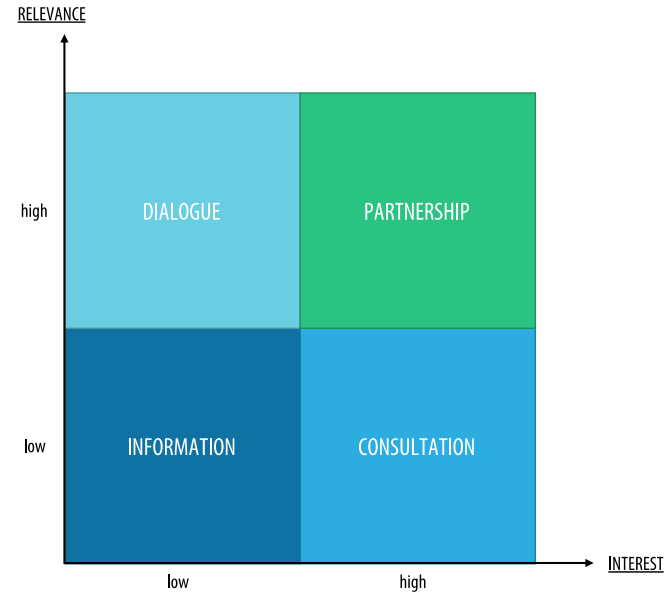 RELEVANCE
high
DIALOGUE
PARTNERSHIP
low
INFORMATION
CONSULTATION
INTEREST
low
high